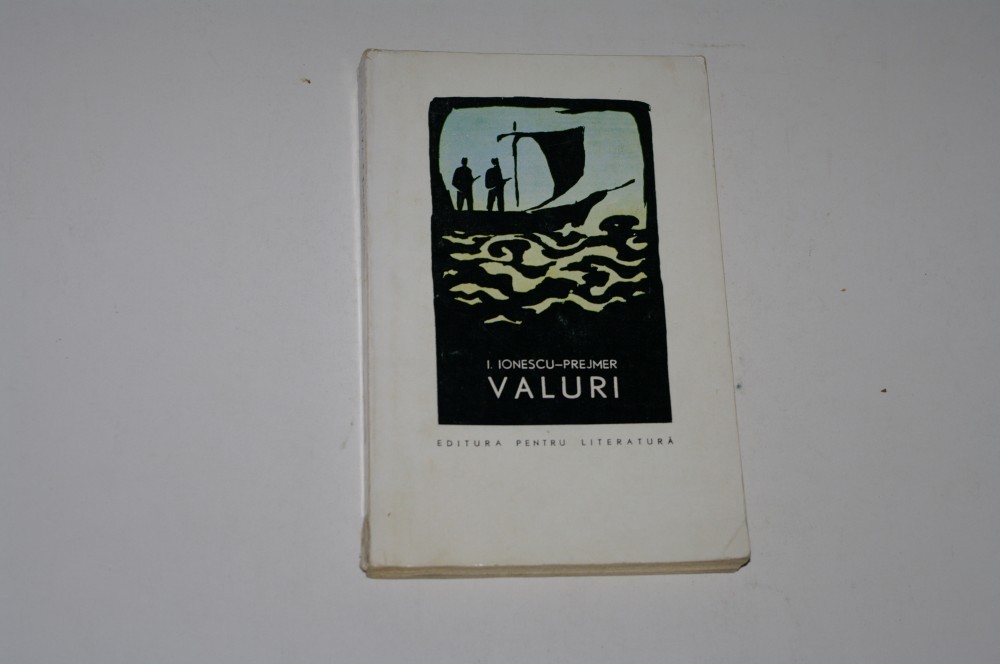 I. IONESCU–PREJMER
VALURI
EDITURA PENTRU LITERATURĂ